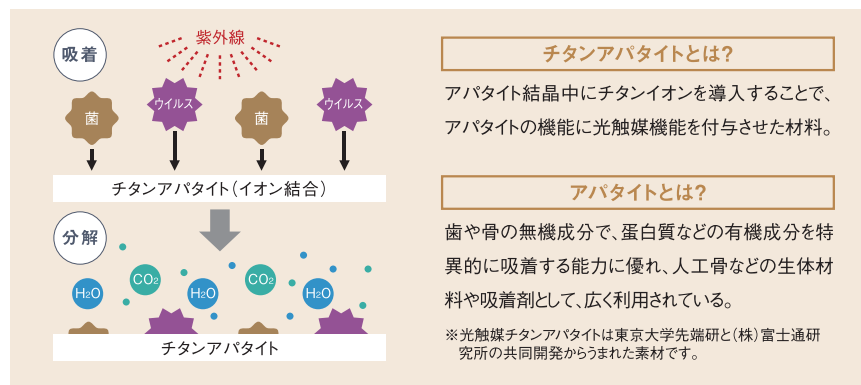 吸着
紫外線
菌
ウイルス
菌
ウイルス
チタンアパタイト（イオン結合）
分解
H2O
CO2
H2O
CO2
H2O
チタンアパタイト
チタンアパタイトとは？
アパタイト結晶中にチタンイオンを導入することで、
アパタイトの機能に光触媒機能を付与させた材料。
アパタイトとは？
歯や骨の無機成分で、蛋白質などの有機成分を特
異的に吸着する能力に優れ、人工骨などの生体材
料や吸着剤として、広く利用されている。
※光触媒チタンアパタイトは東京大学先端研と（株）富士通研
究所の共同開発からうまれた素材です。